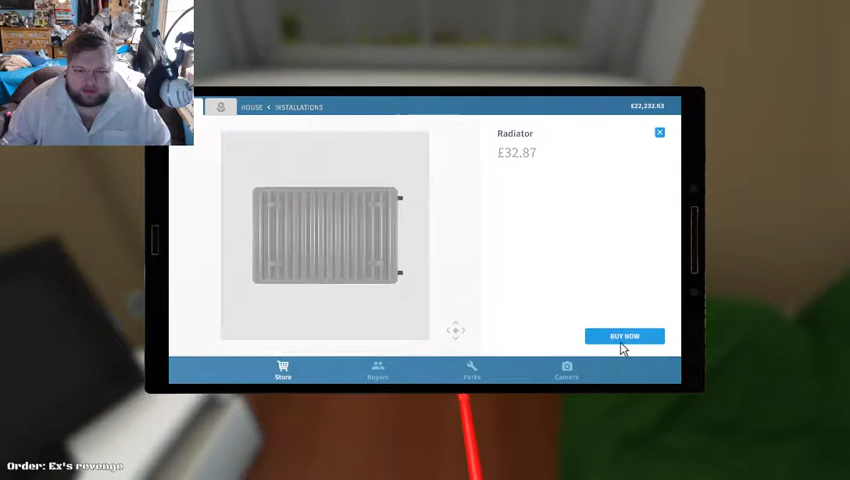 HOUSE < INSTALLATIONS
£22,232.63
Radiator
£32.87
BUY NOW
Store
Buyers
Perks
Camera
Order: Ex's revenge